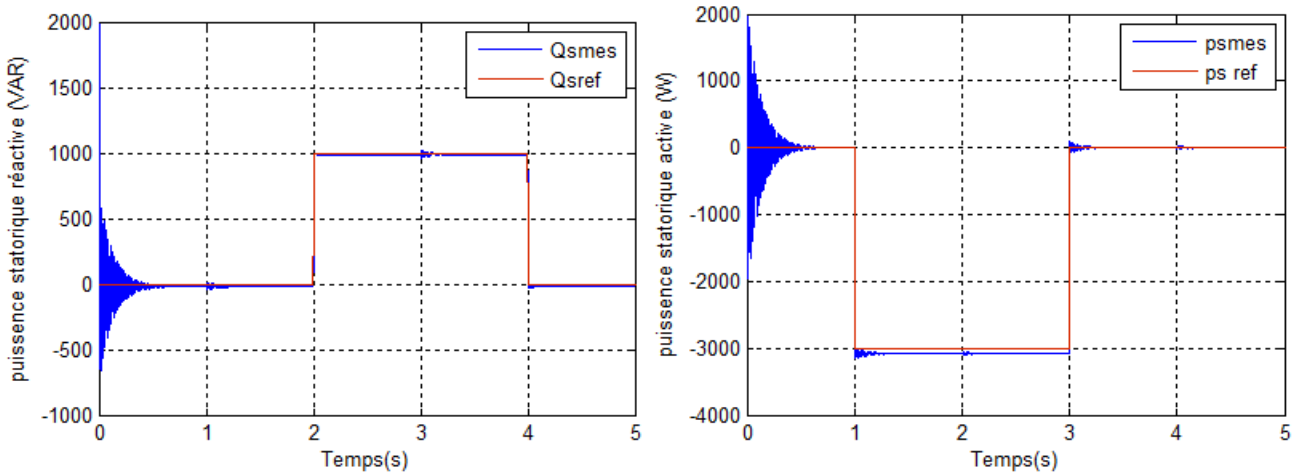 puissence statorique réactive (VAR)
2000
1500
1000
500
0
-500
-1000
Qsmes
Qsref
0 1 2 3 4 5
Temps(s)
puissence statorique active (W)
2000
1000
0
-1000
-2000
-3000
-4000
psmes
ps ref
0 1 2 3 4 5
Temps(s)